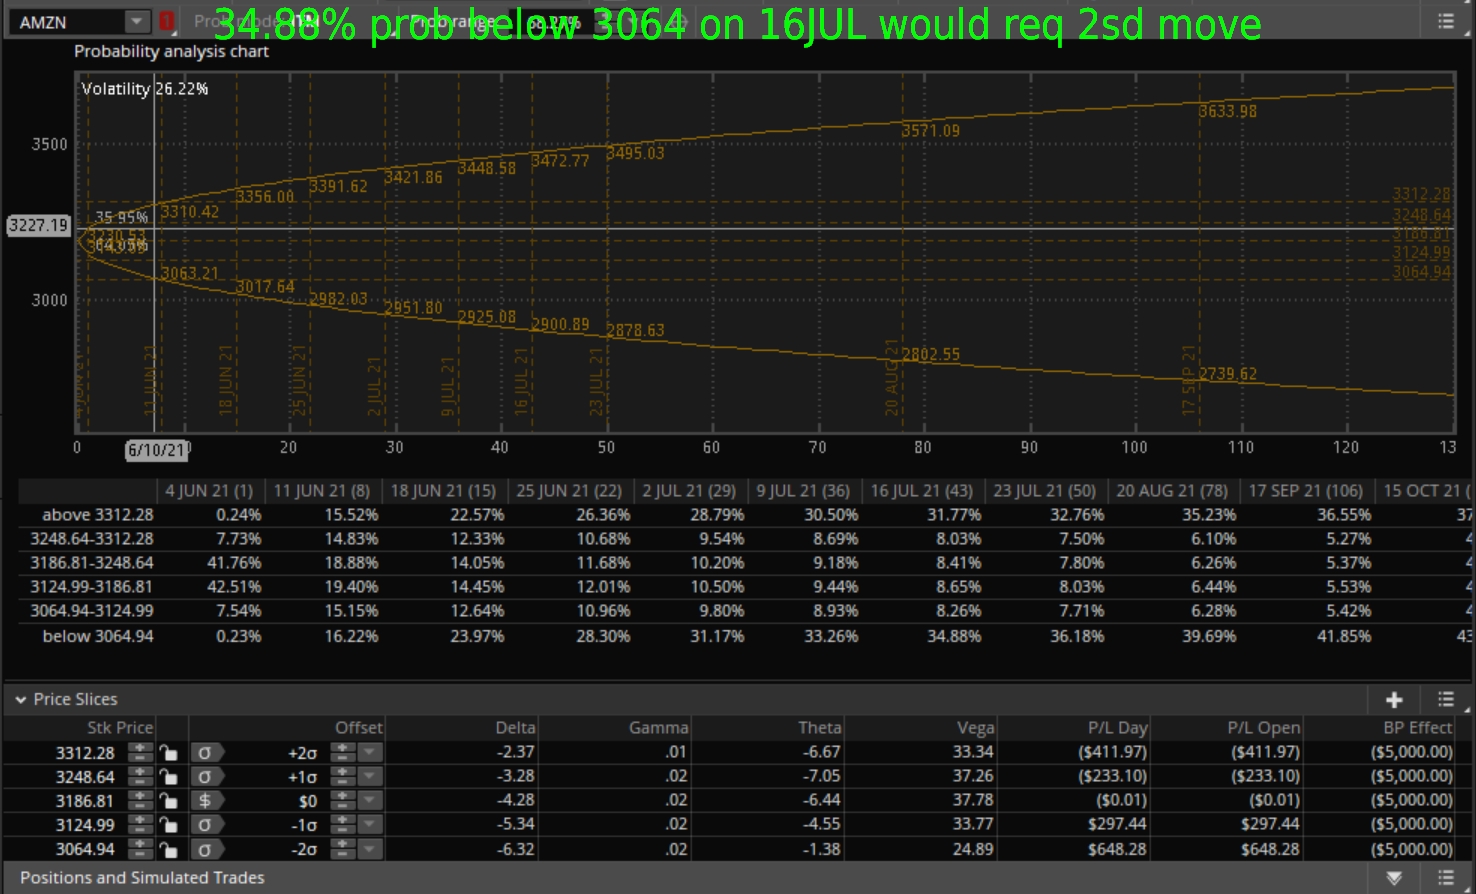 AMZN
1
34.88% prob below 3064 on 16JUL would req 2sd move
Probability analysis chart
Volatility 26.22%
3500
3000
3227.19
35.95%
3310.42
3356.00
3391.62
3421.86
3448.58
3472.77
3495.03
3571.09
3633.98
3312.28
3248.64
3186.81
3124.99
3064.94
3063.21
3017.64
2982.03
2951.80
2925.08
2900.89
2878.63
2802.55
2739.62
11 JUN 21
18 JUN 21
25 JUN 21
2 JUL 21
9 JUL 21
16 JUL 21
23 JUL 21
20 AUG 21
17 SEP 21
0 6/10/21 20 30 40 50 60 70 80 90 100 110 120 13
4 JUN 21 (1) 11 JUN 21 (8) 18 JUN 21 (15) 25 JUN 21 (22) 2 JUL 21 (29) 9 JUL 21 (36) 16 JUL 21 (43) 23 JUL 21 (50) 20 AUG 21 (78) 17 SEP 21 (106) 15 OCT 21 (
above 3312.28 0.24% 15.52% 22.57% 26.36% 28.79% 30.50% 31.77% 32.76% 35.23% 36.55% 37
3248.64-3312.28 7.73% 14.83% 12.33% 10.68% 9.54% 8.69% 8.03% 7.50% 6.10% 5.27% 4
3186.81-3248.64 41.76% 18.88% 14.05% 11.68% 10.20% 9.18% 8.41% 7.80% 6.26% 5.37% 4
3124.99-3186.81 42.51% 19.40% 14.45% 12.01% 10.50% 9.44% 8.65% 8.03% 6.44% 5.53% 4
3064.94-3124.99 7.54% 15.15% 12.64% 10.96% 9.80% 8.93% 8.26% 7.71% 6.28% 5.42% 4
below 3064.94 0.23% 16.22% 23.97% 28.30% 31.17% 33.26% 34.88% 36.18% 39.69% 41.85% 43
Price Slices
Stk Price Offset Delta Gamma Theta Vega P/L Day P/L Open BP Effect
3312.28 σ +2σ -2.37 .01 -6.67 33.34 ($411.97) ($411.97) ($5,000.00)
3248.64 σ +1σ -3.28 .02 -7.05 37.26 ($233.10) ($233.10) ($5,000.00)
3186.81 $ $0 -4.28 .02 -6.44 37.78 ($0.01) ($0.01) ($5,000.00)
3124.99 σ -1σ -5.34 .02 -4.55 33.77 $297.44 $297.44 ($5,000.00)
3064.94 σ -2σ -6.32 .02 -1.38 24.89 $648.28 $648.28 ($5,000.00)
Positions and Simulated Trades